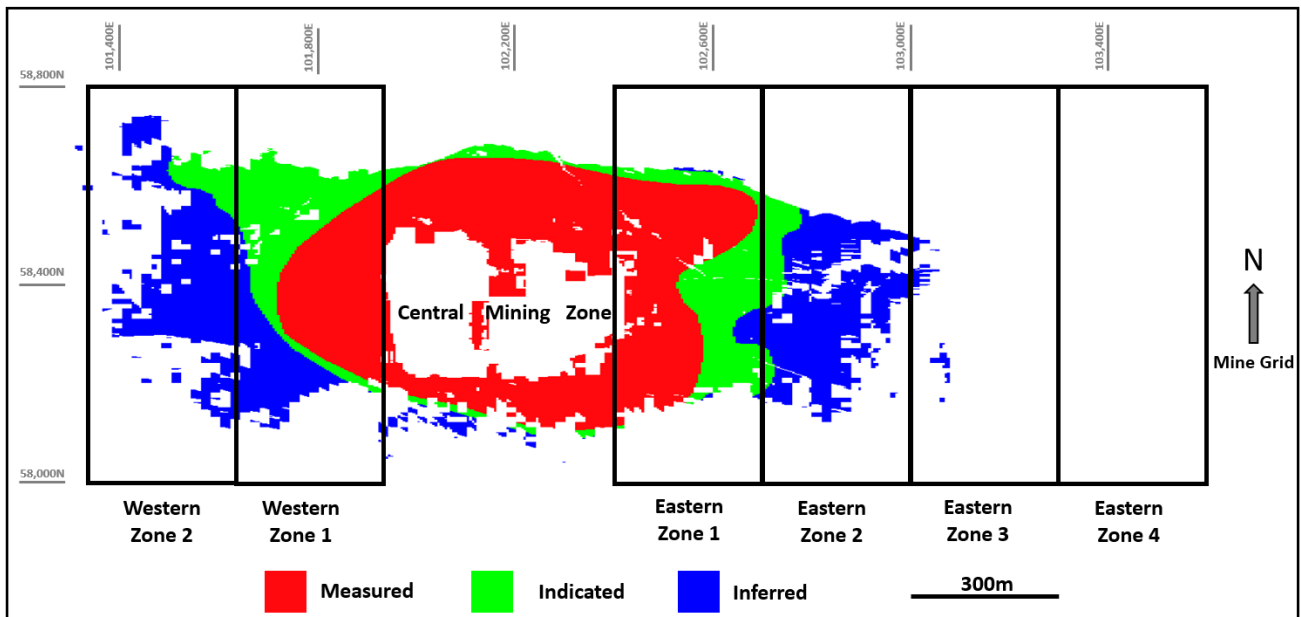 101,400E
101,800E
102,200E
102,600E
103,000E
103,400E
58,800N
58,400N
58,000N
Central Mining Zone
N
Mine Grid
Western
Zone 2
Western
Zone 1
Eastern
Zone 1
Eastern
Zone 2
Eastern
Zone 3
Eastern
Zone 4
Measured
Indicated
Inferred
300m